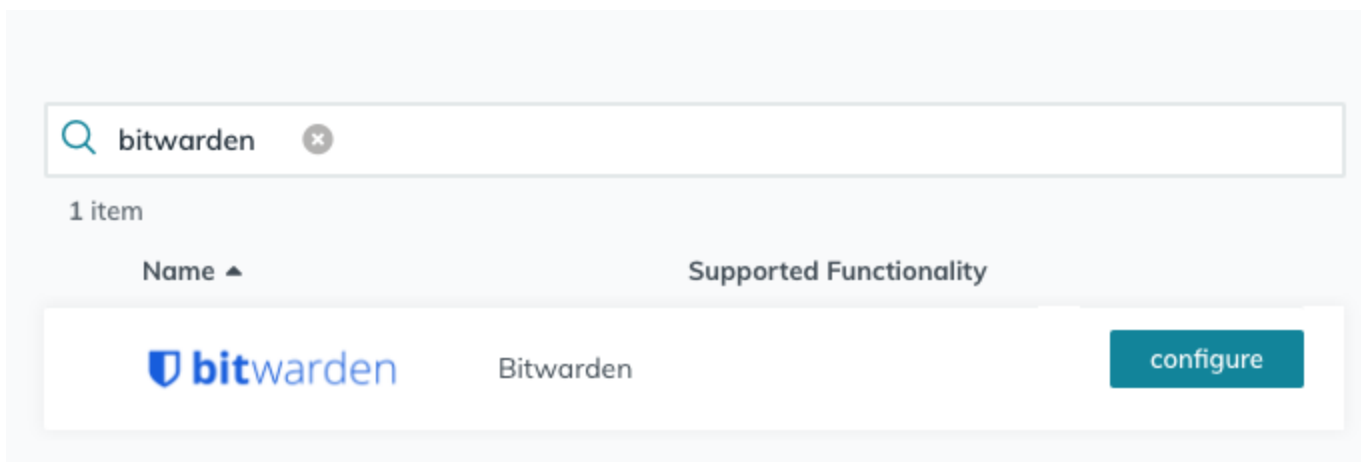 bitwarden
1 item
Name Supported Functionality
bitwarden Bitwarden configure